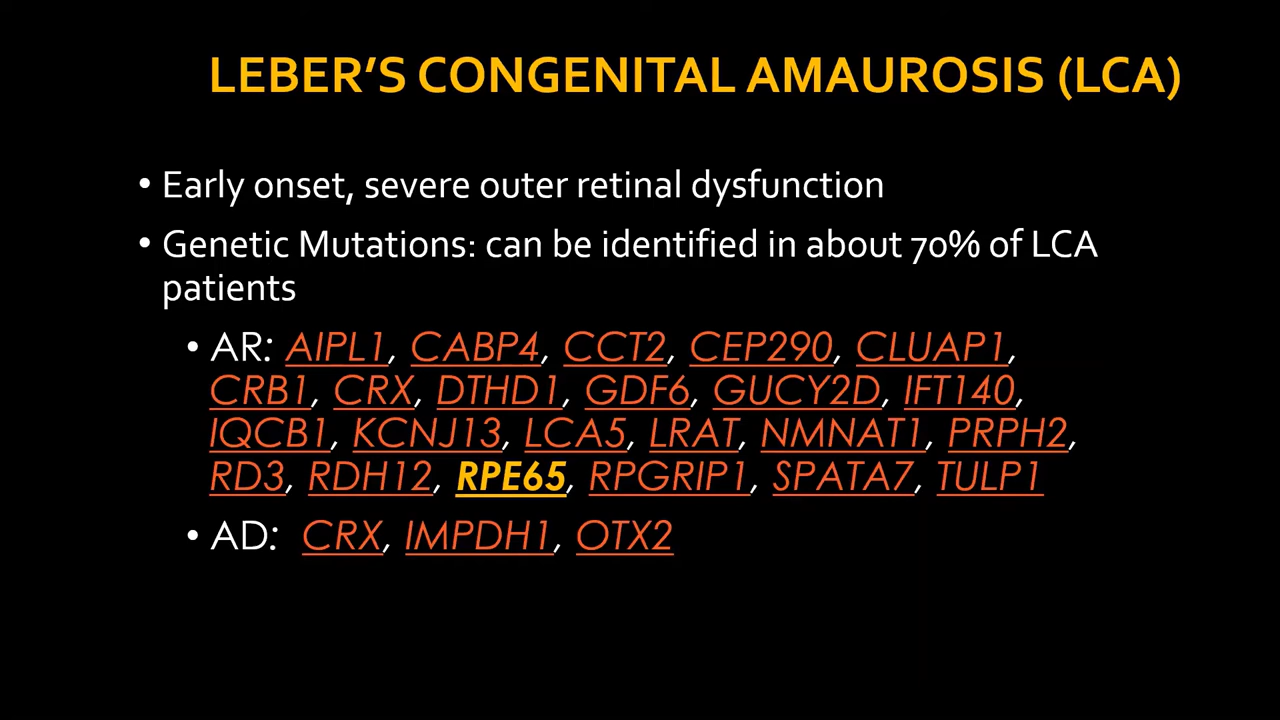 LEBER’S CONGENITAL AMAUROSIS (LCA)
• Early onset, severe outer retinal dysfunction
• Genetic Mutations: can be identified in about 70% of LCA
patients
• AR: AIPL1, CABP4, CCT2, CEP290, CLUAP1,
CRB1, CRX, DTHD1, GDF6, GUCY2D, IFT140,
IQCB1, KCNJ13, LCA5, LRAT, NMNAT1, PRPH2,
RD3, RDH12, RPE65, RPGRIP1, SPATA7, TULP1
• AD: CRX, IMPDH1, OTX2